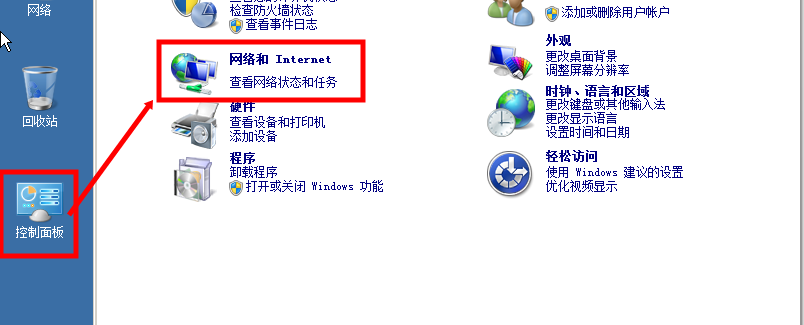 网络
回收站
控制面板
检查防火墙状态
查看事件日志
网络和 Internet
查看网络状态和任务
硬件
查看设备和打印机
添加设备
程序
卸载程序
打开或关闭 Windows 功能
添加或删除用户帐户
外观
更改桌面背景
调整屏幕分辨率
时钟、语言和区域
更改键盘或其他输入法
更改显示语言
设置时间和日期
轻松访问
使用 Windows 建议的设置
优化视频显示